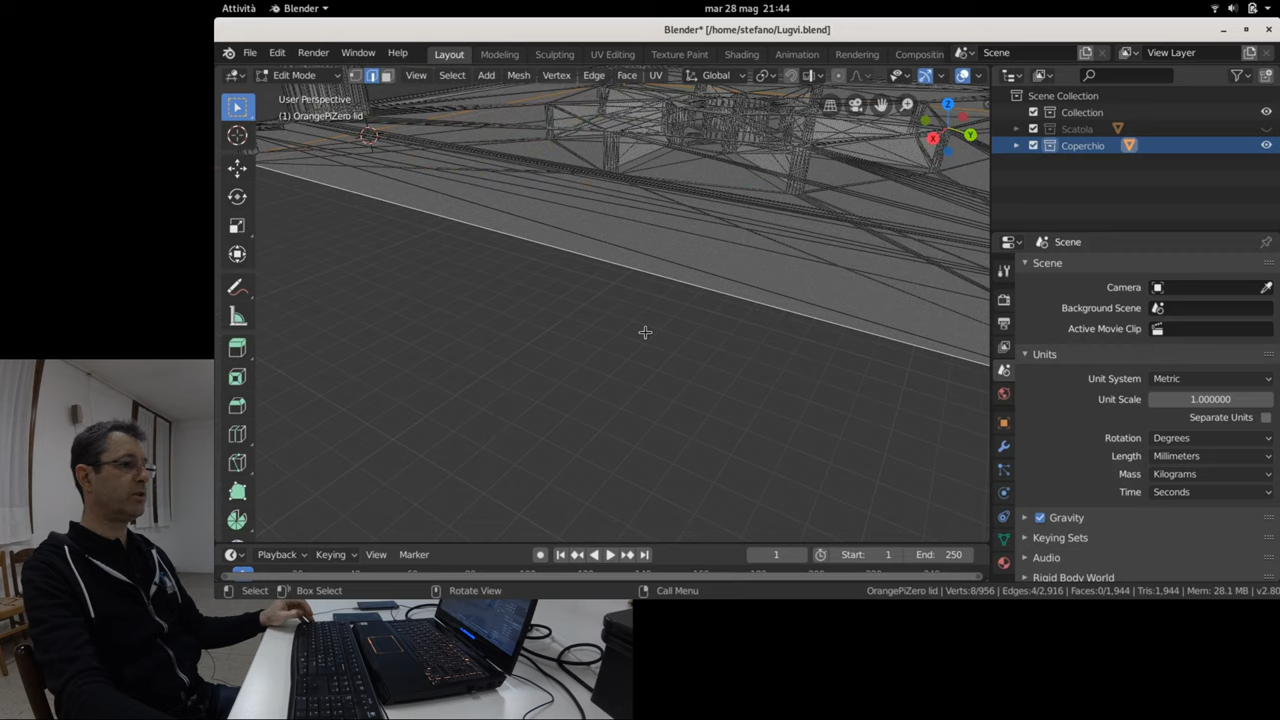 Attività
Blender
mar 28 mag 21:44
Blender* [/home/stefano/Lugvi.blend]
File Edit Render Window Help
Layout Modeling Sculpting UV Editing Texture Paint Shading Animation Rendering Compositin
Scene
View Layer
Edit Mode
View Select Add Mesh Vertex Edge Face UV
Global
User Perspective
(1) OrangePiZero lid
Z
X
Y
Scene Collection
Collection
Scatola
Coperchio
Scene
Scene
Camera
Background Scene
Active Movie Clip
Units
Unit System Metric
Unit Scale 1.000000
Separate Units
Rotation Degrees
Length Millimeters
Mass Kilograms
Time Seconds
Gravity
Keying Sets
Audio
Rigid Body World
Playback Keying View Marker
1
Start: 1
End: 250
Select
Box Select
Rotate View
Call Menu
OrangePiZero lid | Verts:8/956 | Edges:4/2,916 | Faces:0/1,944 | Tris:1,944 | Mem: 28.1 MB | v2.80